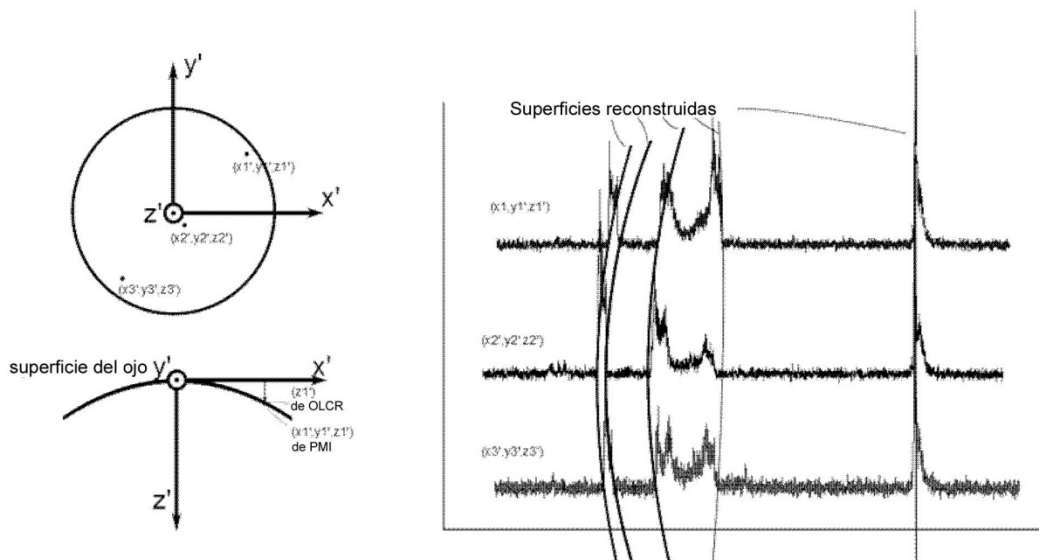 y'
(x1',y1',z1')
z'
x'
(x2',y2',z2')
(x3',y3',z3')
superficie del ojo
y'
x'
(z1')
de OLCR
(x1',y1',z1')
de PMI
z'
Superficies reconstruidas
(x1,y1',z1')
(x2',y2',z2')
(x3',y3',z3')